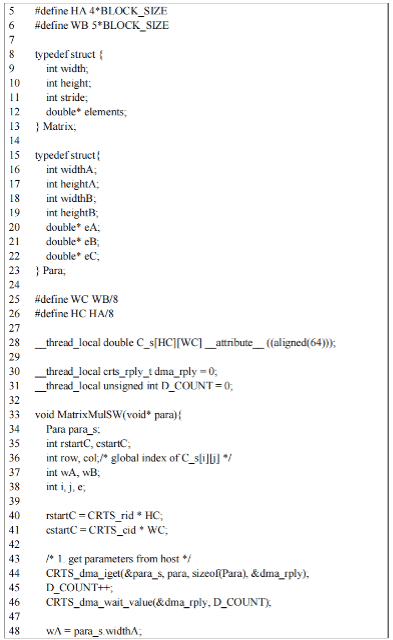 5 #define HA 4*BLOCK_SIZE
6 #define WB 5*BLOCK_SIZE
7
8 typedef struct {
9 int width;
10 int height;
11 int stride;
12 double* elements;
13 } Matrix;
14
15 typedef struct{
16 int widthA;
17 int heightA;
18 int widthB;
19 int heightB;
20 double* eA;
21 double* eB;
22 double* eC;
23 } Para;
24
25 #define WC WB/8
26 #define HC HA/8
27
28 __thread_local double C_s[HC][WC] __attribute__ ((aligned(64)));
29
30 __thread_local crts_rply_t dma_rply = 0;
31 __thread_local unsigned int D_COUNT = 0;
32
33 void MatrixMulSW(void* para){
34 Para para_s;
35 int rstartC, cstartC;
36 int row, col;/* global index of C_s[i][j] */
37 int wA, wB;
38 int i, j, e;
39
40 rstartC = CRTS_rid * HC;
41 cstartC = CRTS_cid * WC;
42
43 /* 1. get parameters from host */
44 CRTS_dma_iget(&para_s, para, sizeof(Para), &dma_rply),
45 D_COUNT++;
46 CRTS_dma_wait_value(&dma_rply, D_COUNT);
47
48 wA = para_s.widthA;